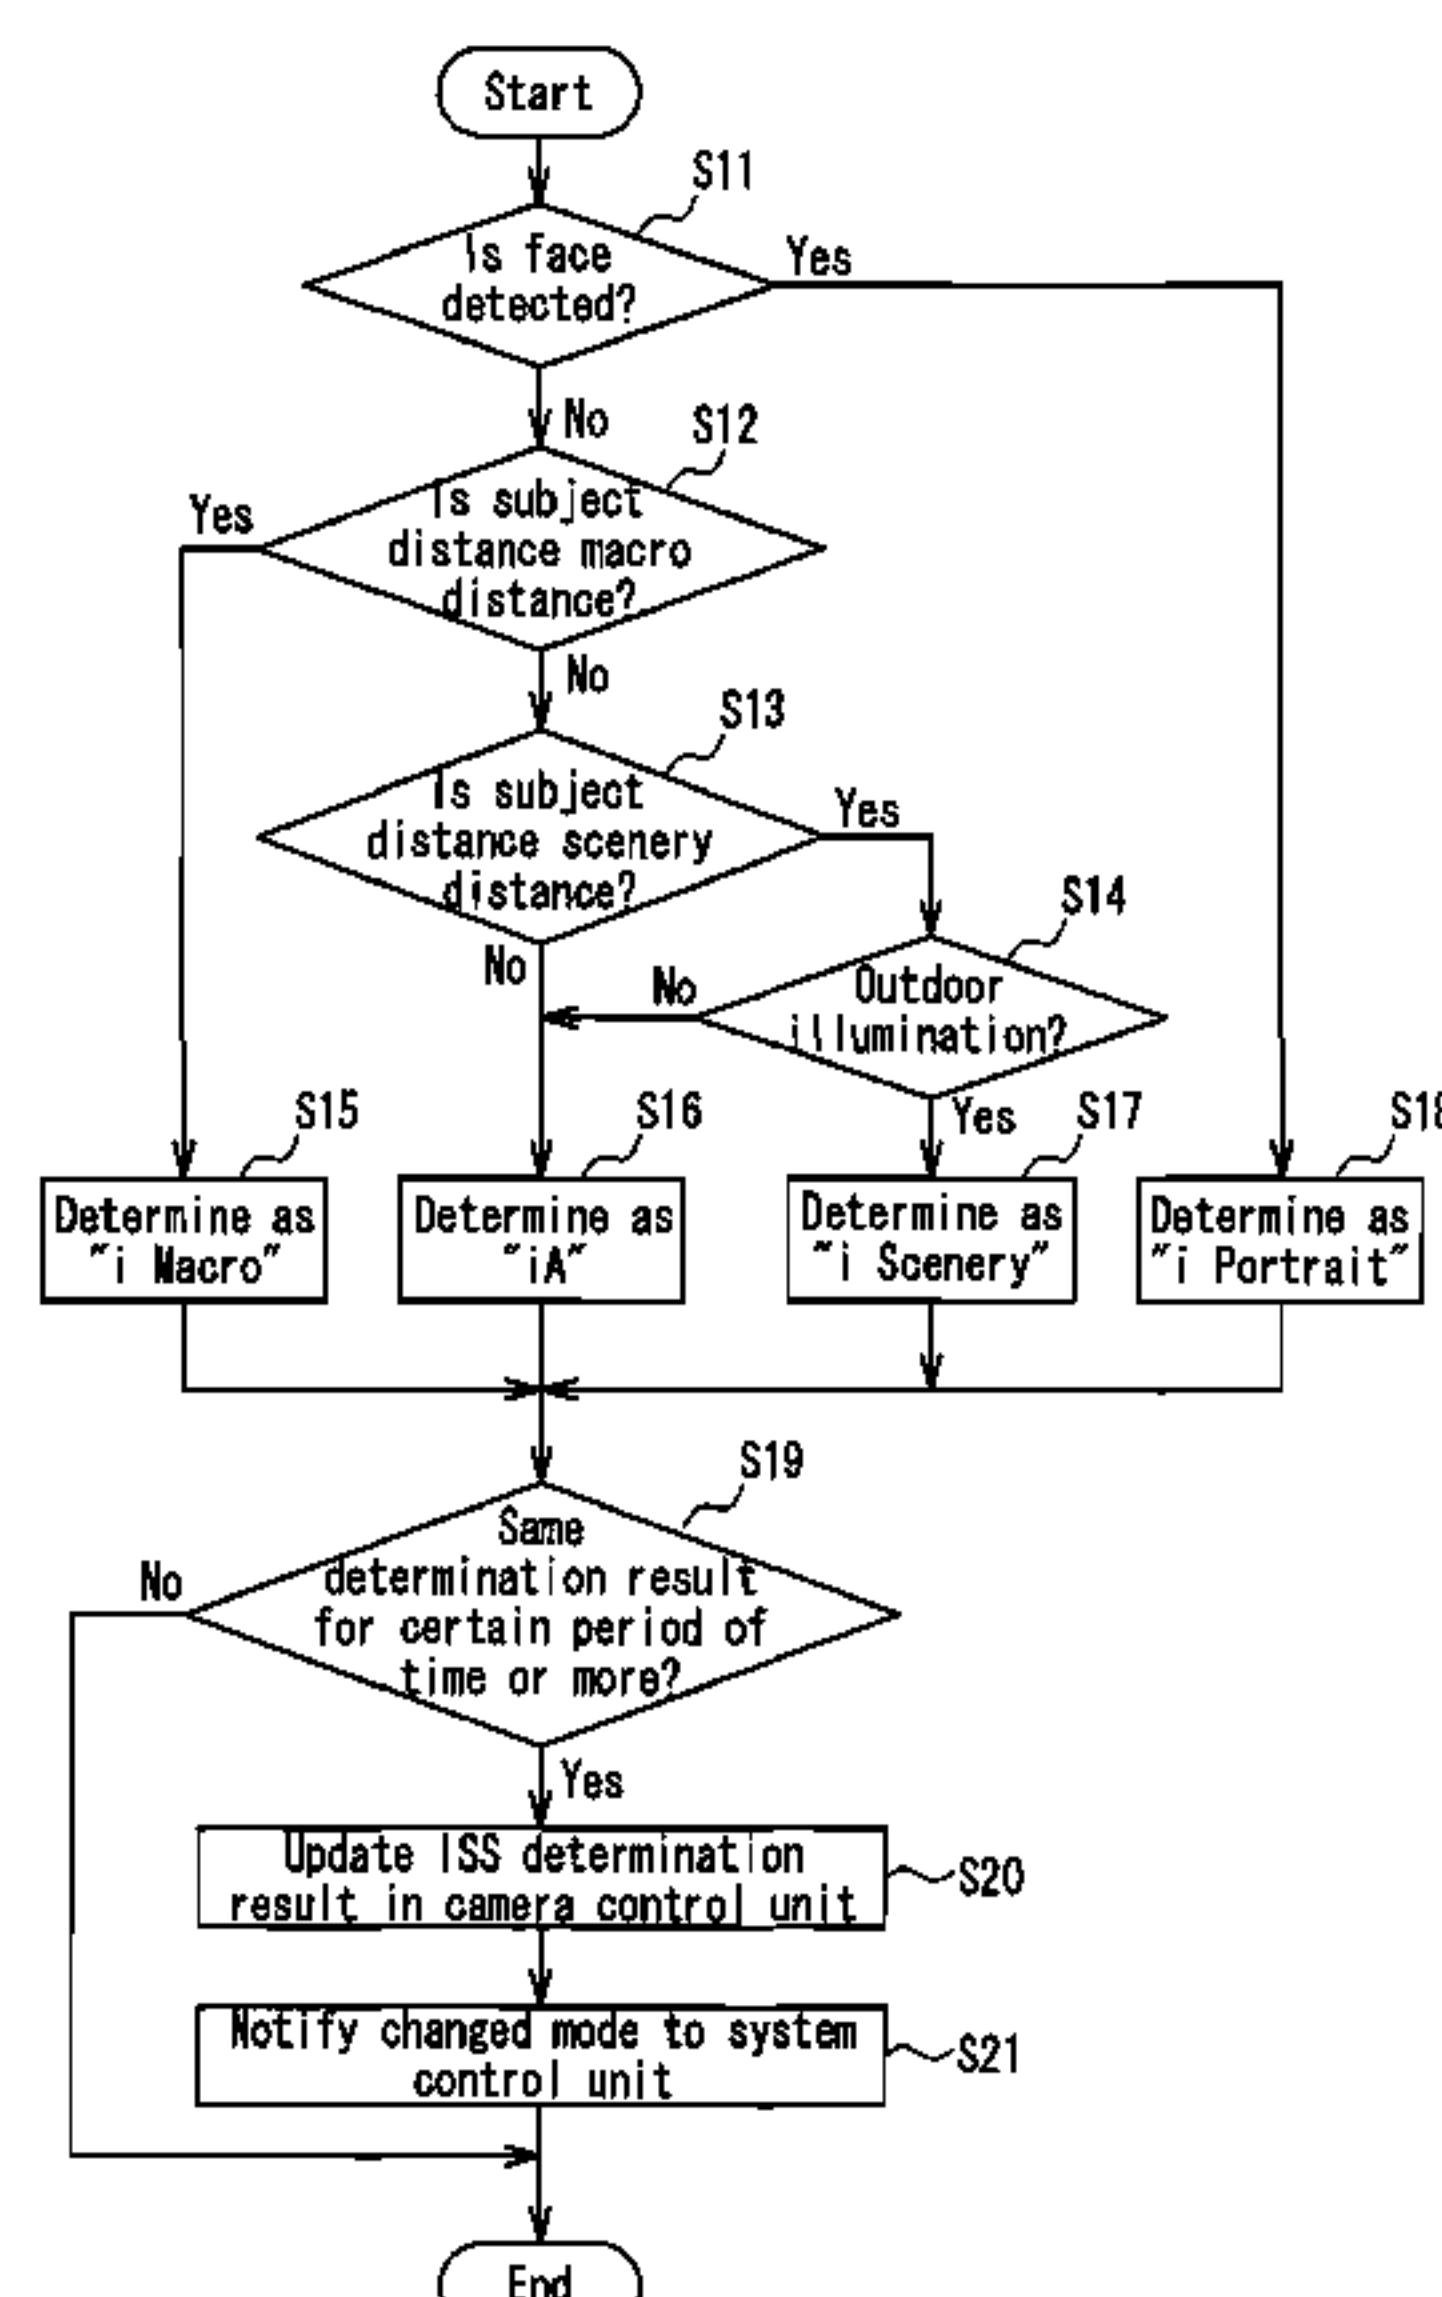 Start
S11
Is face
detected?
Yes
No
S12
Is subject
distance macro
distance?
Yes
No
S13
Is subject
distance scenery
distance?
Yes
No
S14
Outdoor
illumination?
No
Yes
S15
Determine as
"i Macro"
S16
Determine as
"iA"
S17
Determine as
"i Scenery"
S18
Determine as
"i Portrait"
S19
Same
determination result
for certain period of
time or more?
No
Yes
Update ISS determination
result in camera control unit
S20
Notify changed mode to system
control unit
S21
End